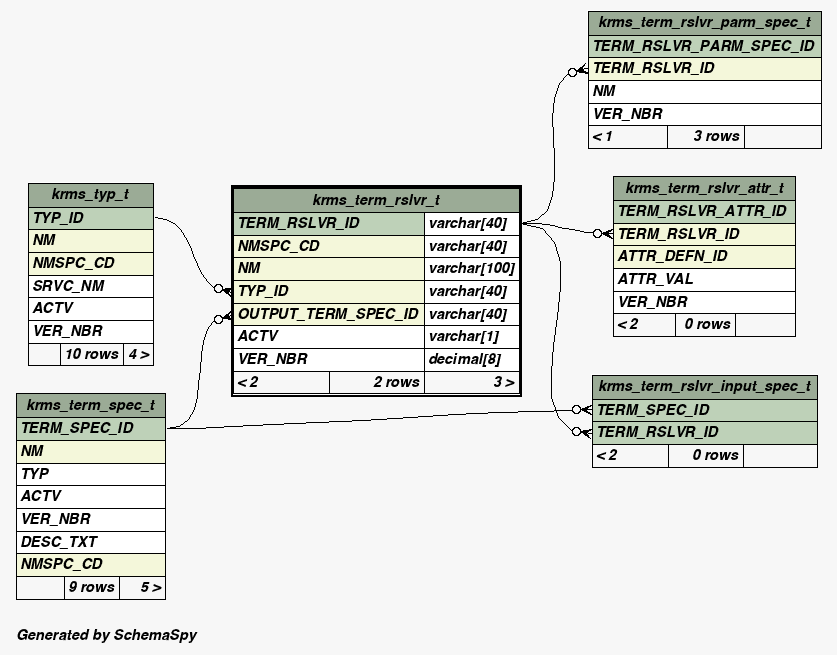 krms_term_rslvr_parm_spec_t
TERM_RSLVR_PARM_SPEC_ID
TERM_RSLVR_ID
NM
VER_NBR
< 1 3 rows
krms_typ_t
TYP_ID
NM
NMSPC_CD
SRVC_NM
ACTV
VER_NBR
10 rows 4 >
krms_term_rslvr_t
TERM_RSLVR_ID varchar[40]
NMSPC_CD varchar[40]
NM varchar[100]
TYP_ID varchar[40]
OUTPUT_TERM_SPEC_ID varchar[40]
ACTV varchar[1]
VER_NBR decimal[8]
< 2 2 rows 3 >
krms_term_rslvr_attr_t
TERM_RSLVR_ATTR_ID
TERM_RSLVR_ID
ATTR_DEFN_ID
ATTR_VAL
VER_NBR
< 2 0 rows
krms_term_spec_t
TERM_SPEC_ID
NM
TYP
ACTV
VER_NBR
DESC_TXT
NMSPC_CD
9 rows 5 >
krms_term_rslvr_input_spec_t
TERM_SPEC_ID
TERM_RSLVR_ID
< 2 0 rows
Generated by SchemaSpy